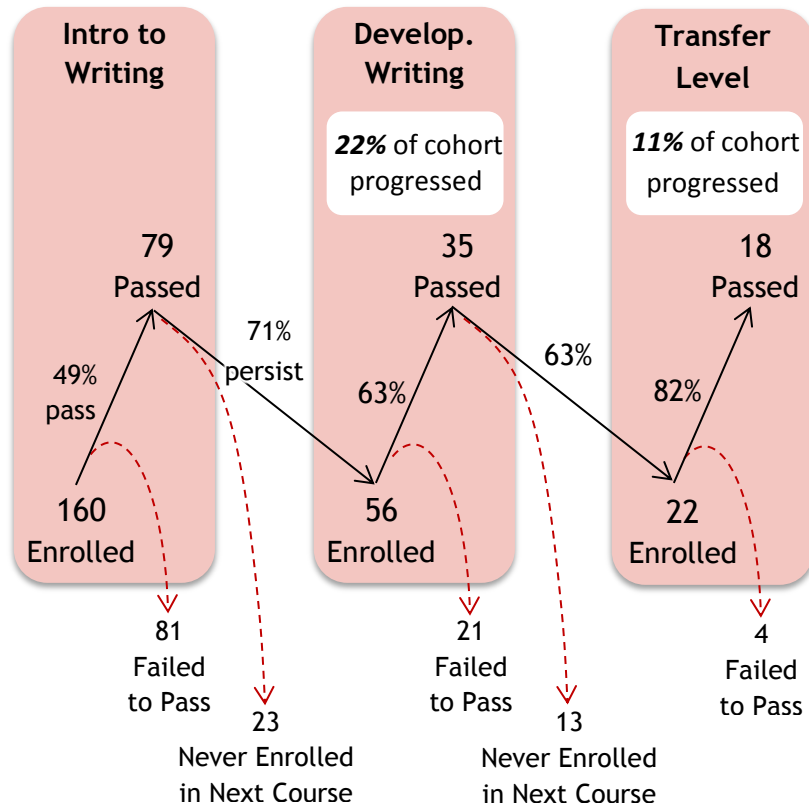 Intro to
Writing
79
Passed
49%
pass
160
Enrolled
81
Failed
to Pass
71%
persist
23
Never Enrolled
in Next Course
Develop.
Writing
22% of cohort
progressed
35
Passed
63%
56
Enrolled
21
Failed
to Pass
63%
13
Never Enrolled
in Next Course
Transfer
Level
11% of cohort
progressed
18
Passed
82%
22
Enrolled
4
Failed
to Pass